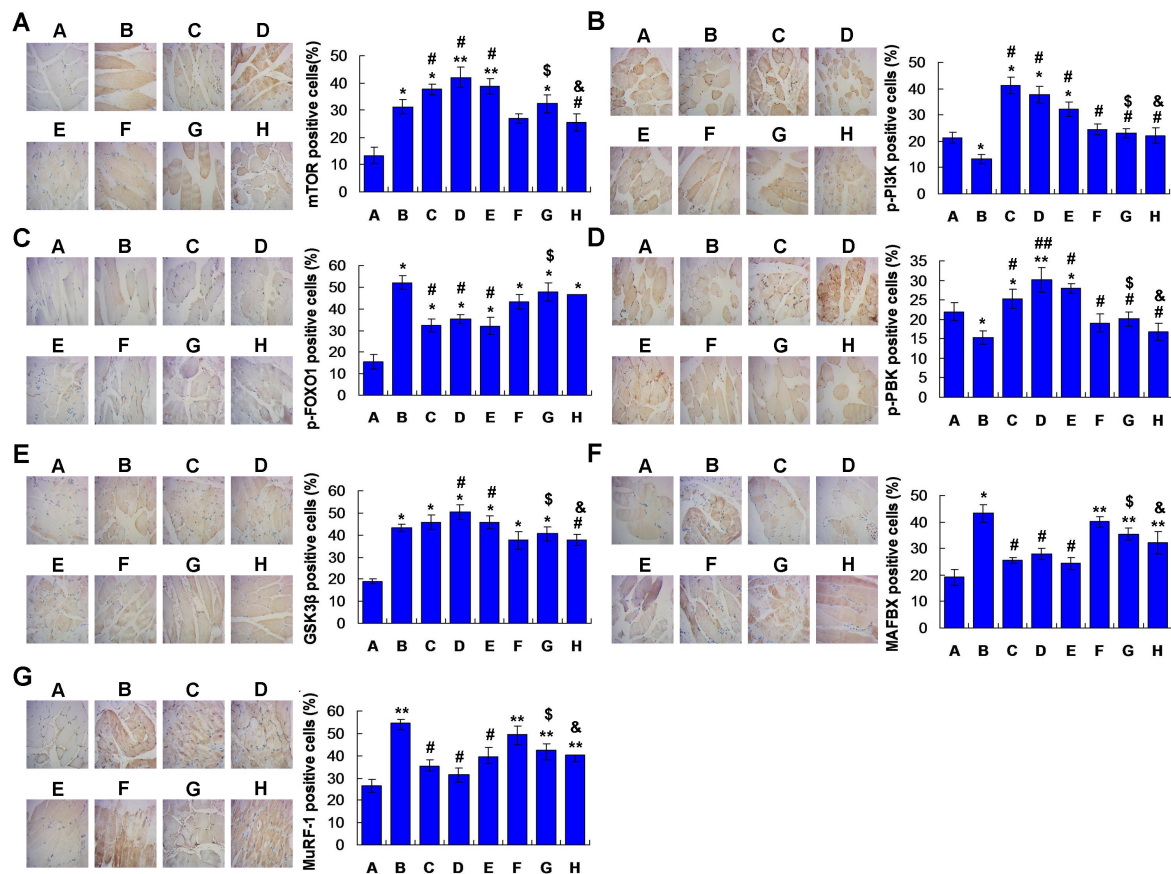 A
A B C D
E F G H
mTOR positive cells(%)
50
40
30
20
10
0
* # * # ** # ** $ * & #
A B C D E F G H
B
A B C D
E F G H
p-PI3K positive cells (%)
50
40
30
20
10
0
* # * # * # * # $ # & #
A B C D E F G H
C
A B C D
E F G H
p-FOXO1 positive cells (%)
60
50
40
30
20
10
0
* # * # * # * * $ * *
A B C D E F G H
D
A B C D
E F G H
p-PBK positive cells (%)
35
30
25
20
15
10
5
0
* # * ## ** # * # $ # & #
A B C D E F G H
E
A B C D
E F G H
GSK3β positive cells (%)
60
50
40
30
20
10
0
* * # * # * * $ * & #
A B C D E F G H
F
A B C D
E F G H
MAFBX positive cells (%)
50
40
30
20
10
0
* # # # ** $ ** & **
A B C D E F G H
G
A B C D
E F G H
MuRF-1 positive cells (%)
60
50
40
30
20
10
0
** # # # ** $ ** & **
A B C D E F G H